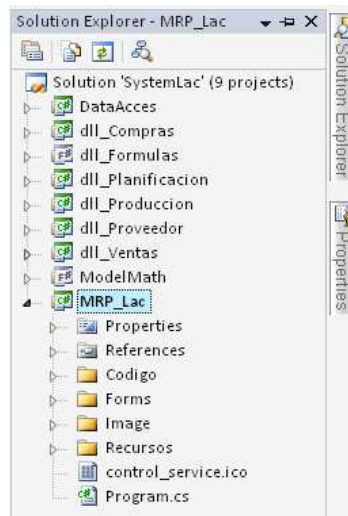 Solution Explorer - MRP_Lac
Solution 'SystemLac' (9 projects)
DataAcces
dll_Compras
dll_Formulas
dll_Planificacion
dll_Produccion
dll_Proveedor
dll_Ventas
ModelMath
MRP_Lac
Properties
References
Codigo
Forms
Image
Recursos
control_service.ico
Program.cs
Solution Explorer
Properties